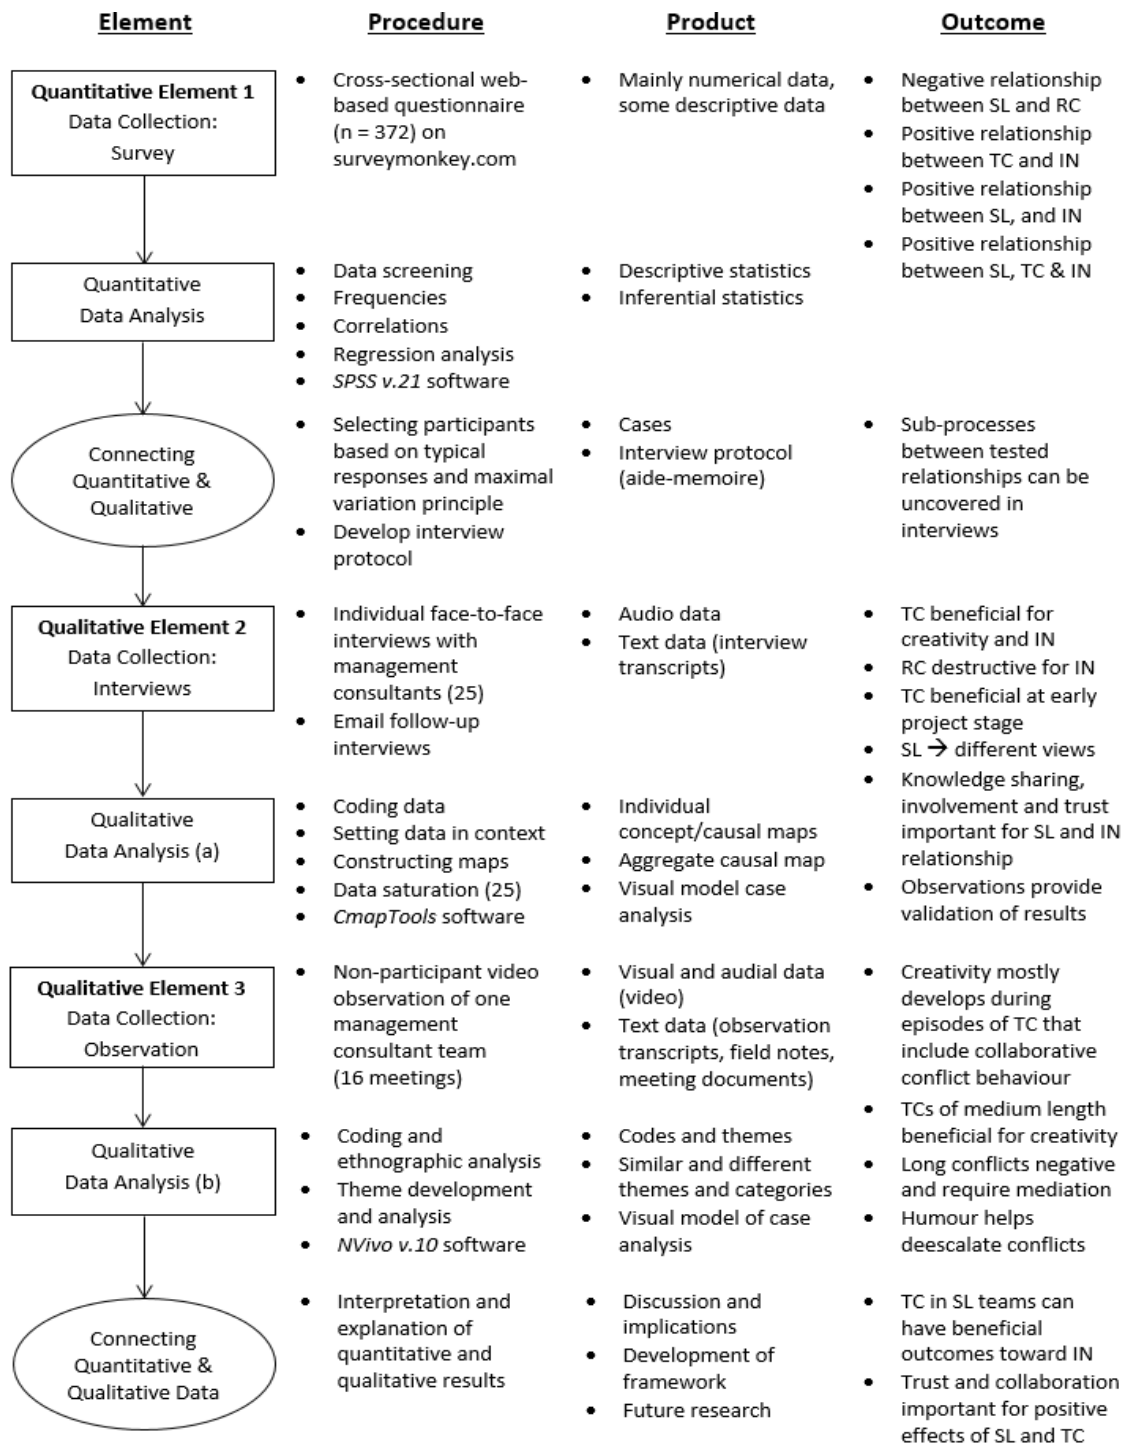 Element
Procedure
Product
Outcome
Quantitative Element 1
Data Collection:
Survey
• Cross-sectional web-
based questionnaire
(n = 372) on
surveymonkey.com
• Mainly numerical data,
some descriptive data
• Negative relationship
between SL and RC
• Positive relationship
between TC and IN
• Positive relationship
between SL, and IN
• Positive relationship
between SL, TC & IN
Quantitative
Data Analysis
• Data screening
• Frequencies
• Correlations
• Regression analysis
• SPSS v.21 software
• Descriptive statistics
• Inferential statistics
Connecting
Quantitative &
Qualitative
• Selecting participants
based on typical
responses and maximal
variation principle
• Develop interview
protocol
• Cases
• Interview protocol
(aide-memoire)
• Sub-processes
between tested
relationships can be
uncovered in
interviews
Qualitative Element 2
Data Collection:
Interviews
• Individual face-to-face
interviews with
management
consultants (25)
• Email follow-up
interviews
• Audio data
• Text data (interview
transcripts)
• TC beneficial for
creativity and IN
• RC destructive for IN
• TC beneficial at early
project stage
• SL → different views
• Knowledge sharing,
involvement and trust
important for SL and IN
relationship
• Observations provide
validation of results
Qualitative
Data Analysis (a)
• Coding data
• Setting data in context
• Constructing maps
• Data saturation (25)
• CmapTools software
• Individual
concept/causal maps
• Aggregate causal map
• Visual model case
analysis
Qualitative Element 3
Data Collection:
Observation
• Non-participant video
observation of one
management
consultant team
(16 meetings)
• Visual and audial data
(video)
• Text data (observation
transcripts, field notes,
meeting documents)
• Creativity mostly
develops during
episodes of TC that
include collaborative
conflict behaviour
• TCs of medium length
beneficial for creativity
• Long conflicts negative
and require mediation
• Humour helps
deescalate conflicts
Qualitative
Data Analysis (b)
• Coding and
ethnographic analysis
• Theme development
and analysis
• NVivo v.10 software
• Codes and themes
• Similar and different
themes and categories
• Visual model of case
analysis
Connecting
Quantitative &
Qualitative Data
• Interpretation and
explanation of
quantitative and
qualitative results
• Discussion and
implications
• Development of
framework
• Future research
• TC in SL teams can
have beneficial
outcomes toward IN
• Trust and collaboration
important for positive
effects of SL and TC